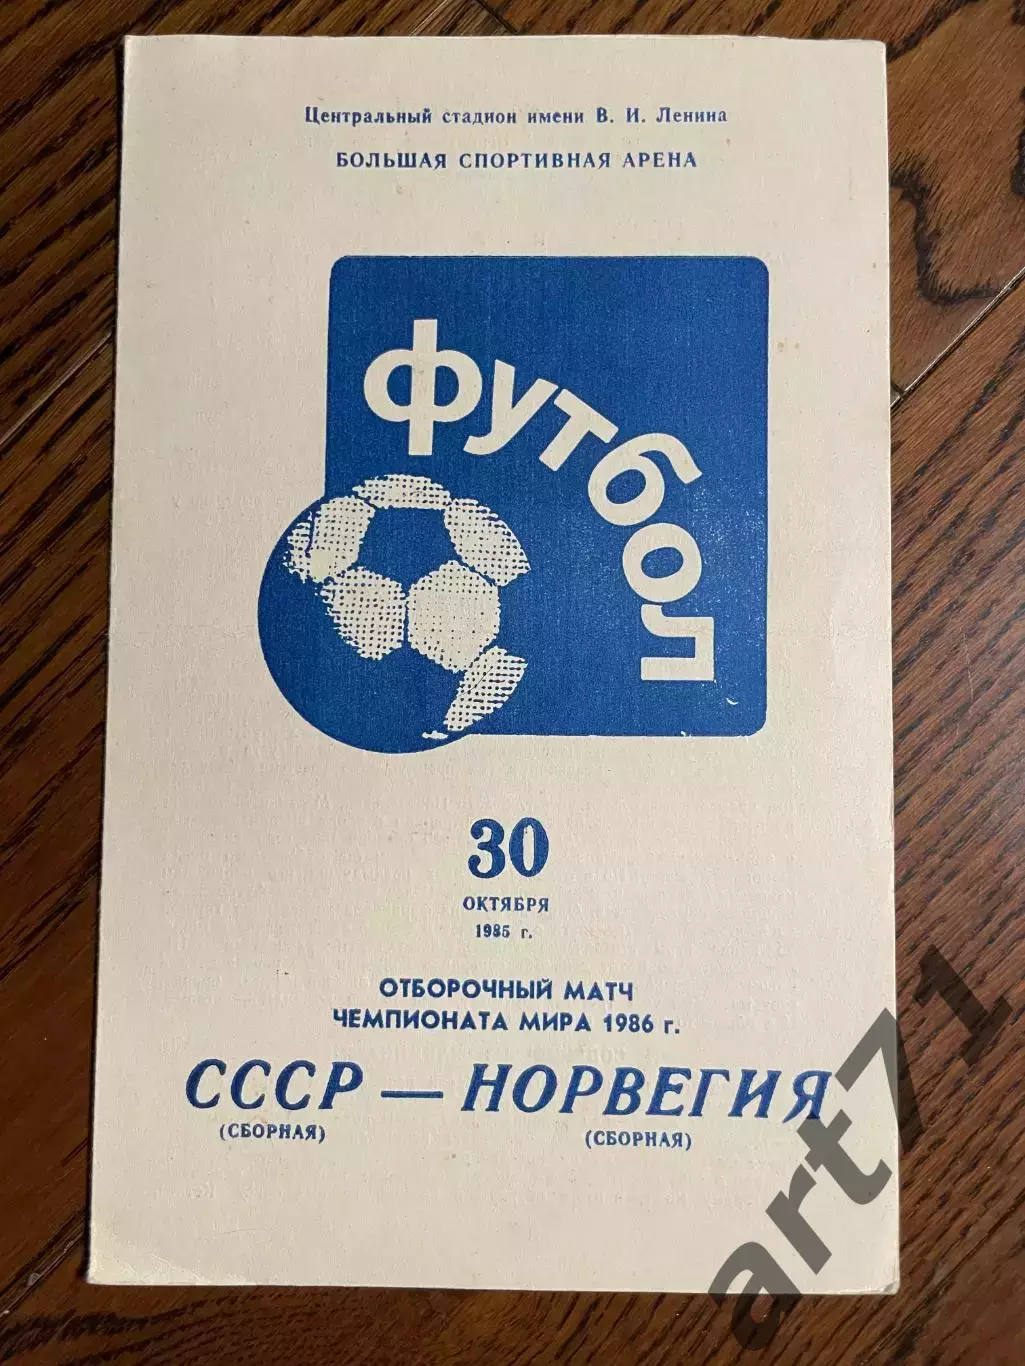 Центральный стадион имени В. И. Ленина
БОЛЬШАЯ СПОРТИВНАЯ АРЕНА
футбол
30
ОКТЯБРЯ
1985 г.
ОТБОРОЧНЫЙ МАТЧ
ЧЕМПИОНАТА МИРА 1986 г.
СССР — НОРВЕГИЯ
(СБОРНАЯ) (СБОРНАЯ)
art71